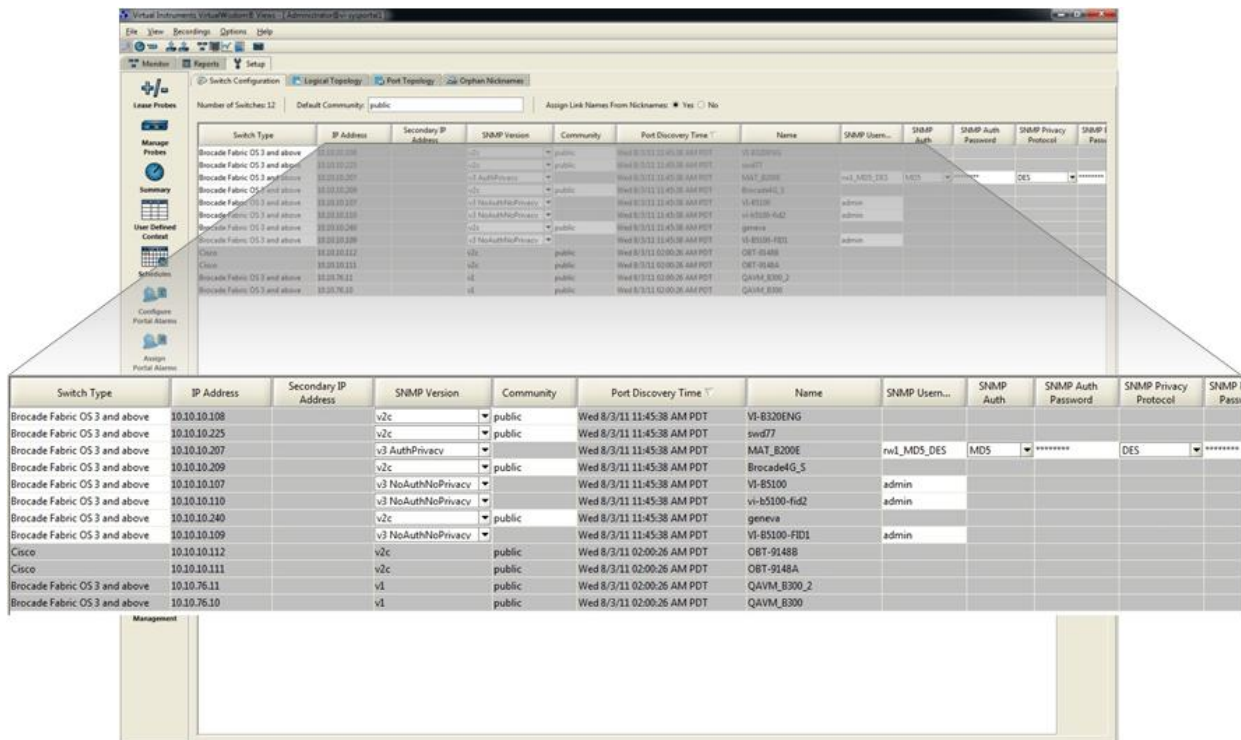 Virtual Instruments VirtualWisdom® Views - [Administrator@vi-sysportal1]
File View Recordings Options Help
Monitor Reports Setup
Switch Configuration Logical Topology Port Topology Orphan Nicknames
Number of Switches: 12 Default Community: public Assign Link Names From Nicknames: Yes No
Lease Probes
Manage Probes
Summary
User Defined Context
Schedules
Configure Portal Alarms
Assign Portal Alarms
Management
Switch Type IP Address Secondary IP Address SNMP Version Community Port Discovery Time Name SNMP Usern... SNMP Auth SNMP Auth Password SNMP Privacy Protocol SNMP
Brocade Fabric OS 3 and above 10.10.10.108 v2c public Wed 8/3/11 11:45:38 AM PDT VI-B320ENG
Brocade Fabric OS 3 and above 10.10.10.225 v2c public Wed 8/3/11 11:45:38 AM PDT swd77
Brocade Fabric OS 3 and above 10.10.10.207 v3 AuthPrivacy Wed 8/3/11 11:45:38 AM PDT MAT_B200E rw1_MD5_DES MD5 ******** DES ********
Brocade Fabric OS 3 and above 10.10.10.209 v2c public Wed 8/3/11 11:45:38 AM PDT Brocade4G_S
Brocade Fabric OS 3 and above 10.10.10.107 v3 NoAuthNoPrivacy Wed 8/3/11 11:45:38 AM PDT VI-B5100 admin
Brocade Fabric OS 3 and above 10.10.10.110 v3 NoAuthNoPrivacy Wed 8/3/11 11:45:38 AM PDT vi-b5100-fid2 admin
Brocade Fabric OS 3 and above 10.10.10.240 v2c public Wed 8/3/11 11:45:38 AM PDT geneva
Brocade Fabric OS 3 and above 10.10.10.109 v3 NoAuthNoPrivacy Wed 8/3/11 11:45:38 AM PDT VI-B5100-FID1 admin
Cisco 10.10.10.112 v2c public Wed 8/3/11 02:00:26 AM PDT OBT-9148B
Cisco 10.10.10.111 v2c public Wed 8/3/11 02:00:26 AM PDT OBT-9148A
Brocade Fabric OS 3 and above 10.10.76.11 v1 public Wed 8/3/11 02:00:26 AM PDT QAVM_B300_2
Brocade Fabric OS 3 and above 10.10.76.10 v1 public Wed 8/3/11 02:00:26 AM PDT QAVM_B300